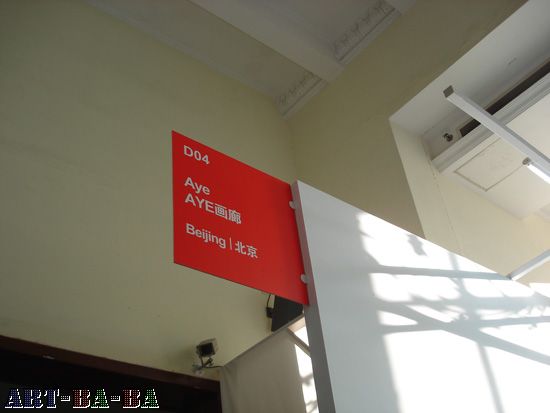 D04
Aye
AYE画廊
Beijing | 北京
ART-BA-BA